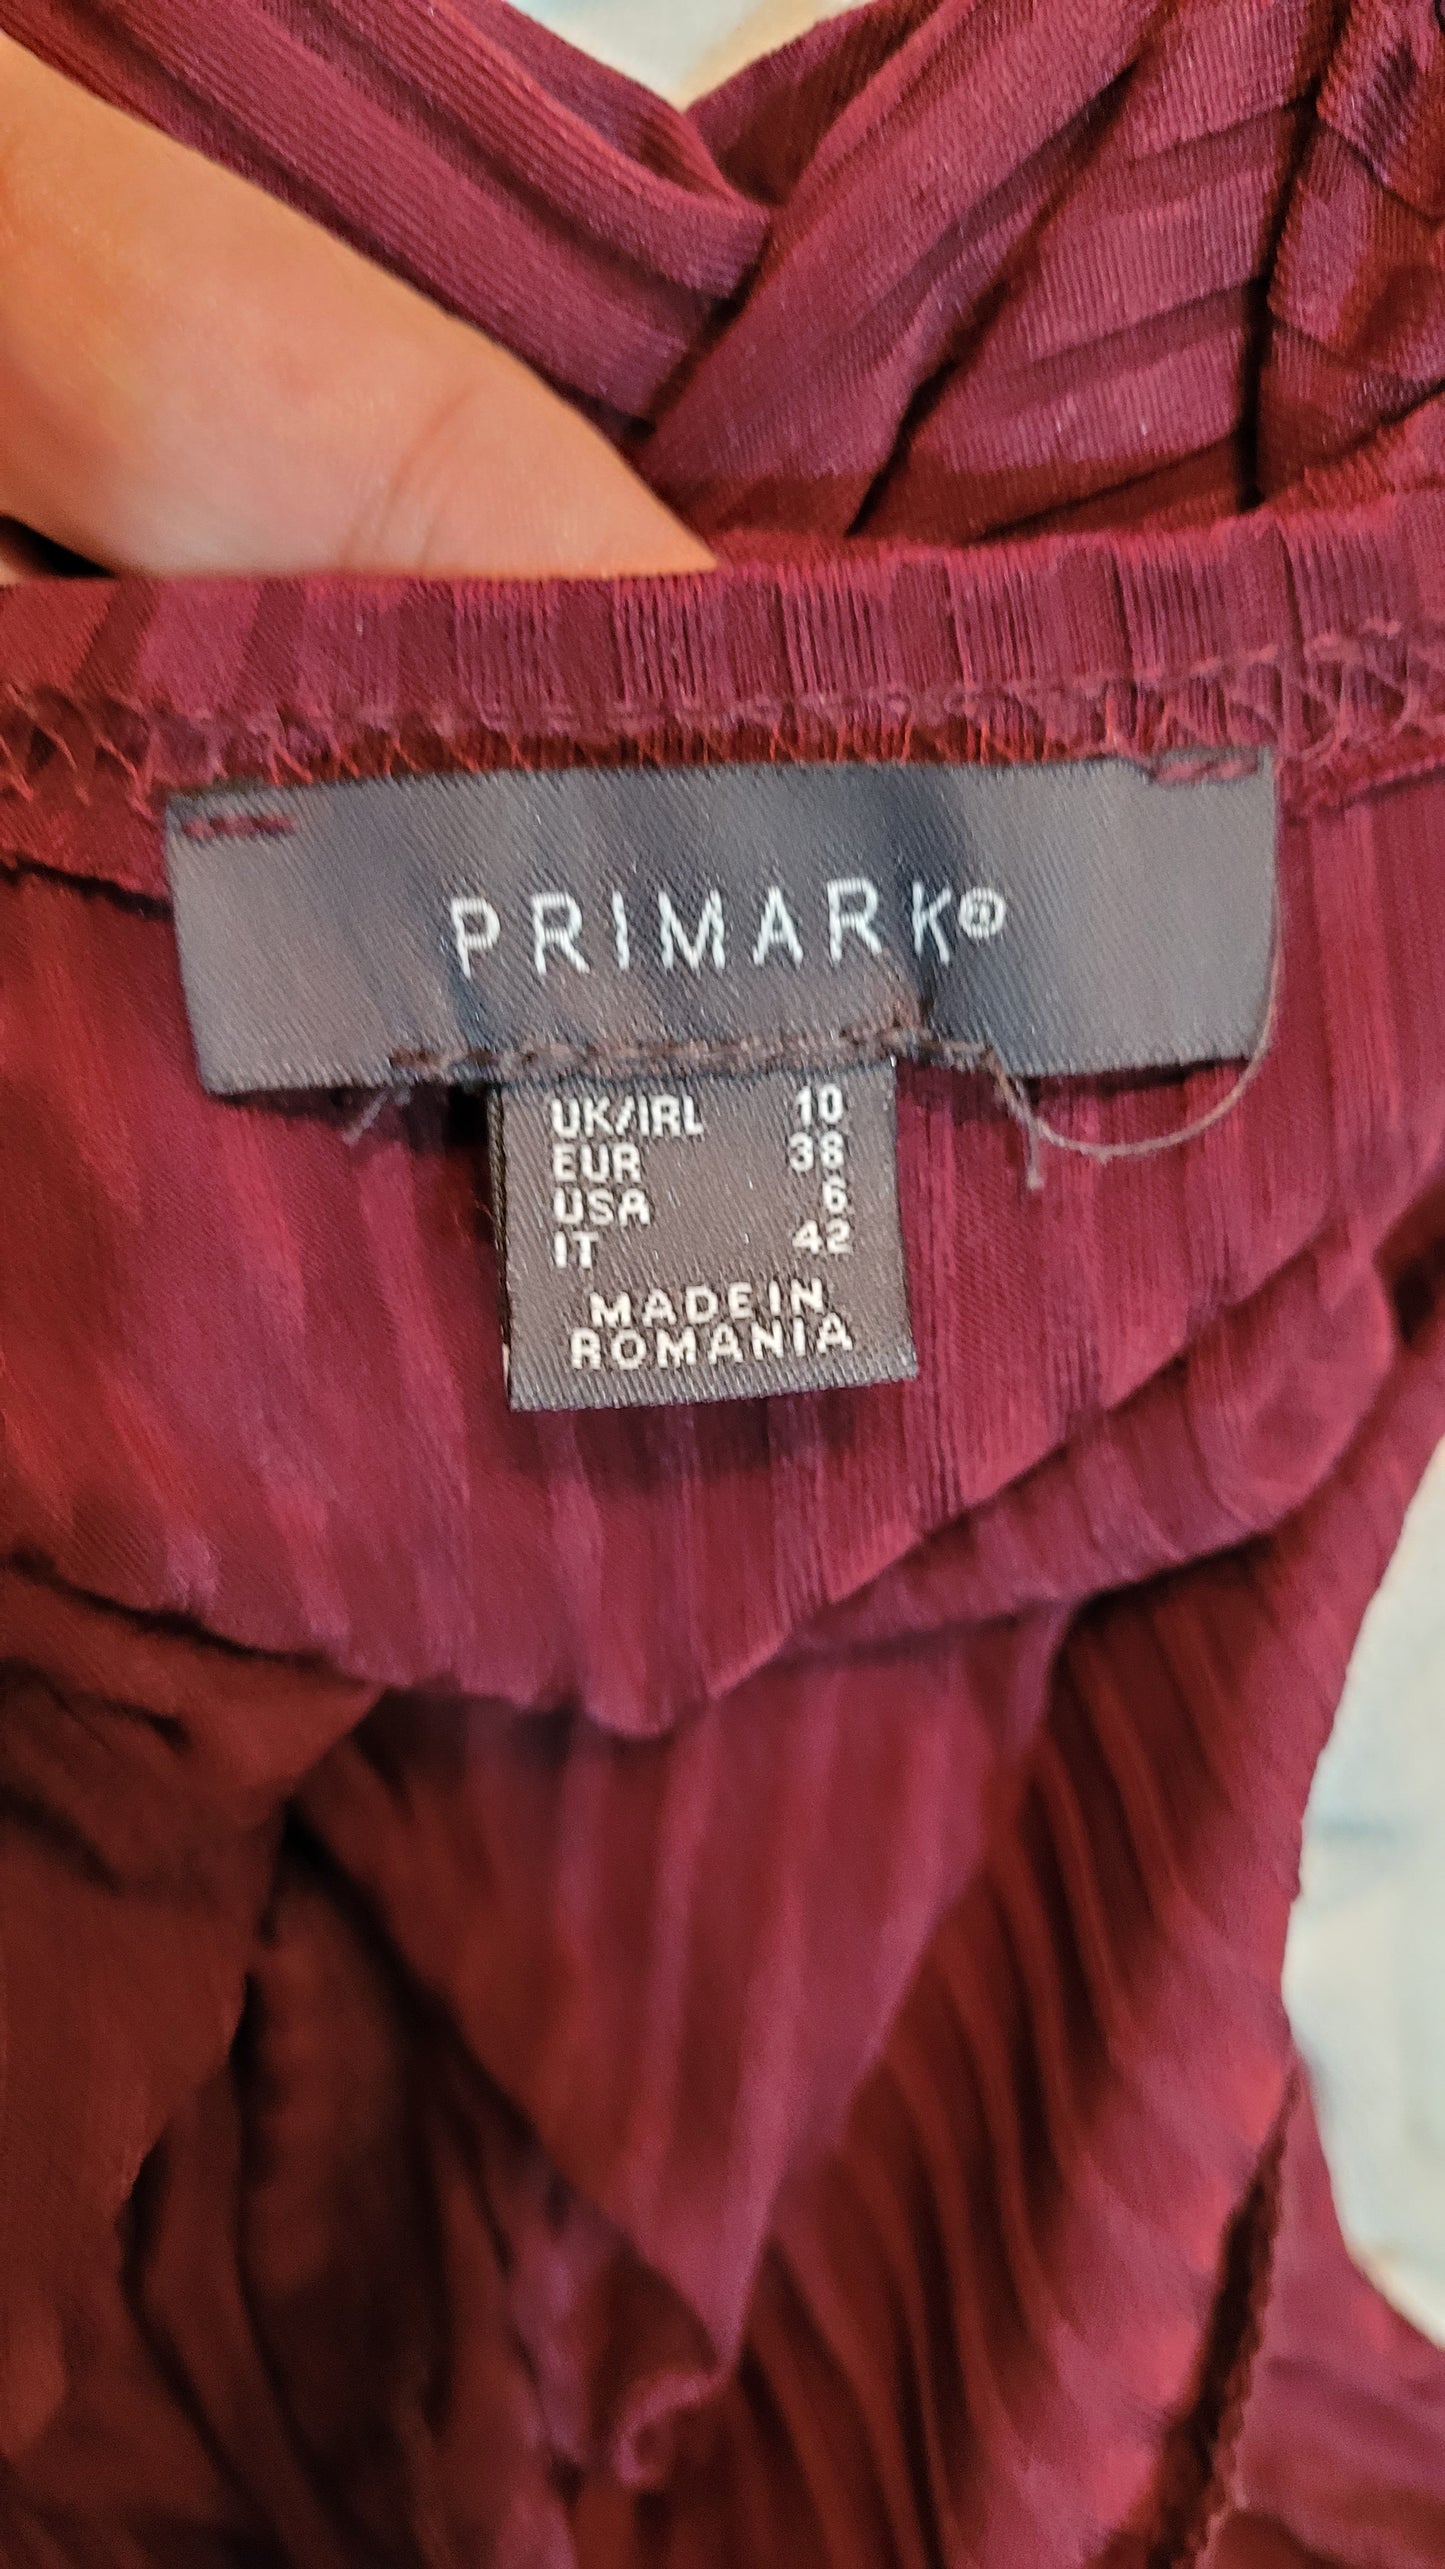 PRIMARK®
UK/IRL 10
EUR 38
USA 6
IT 42
MADE IN
ROMANIA